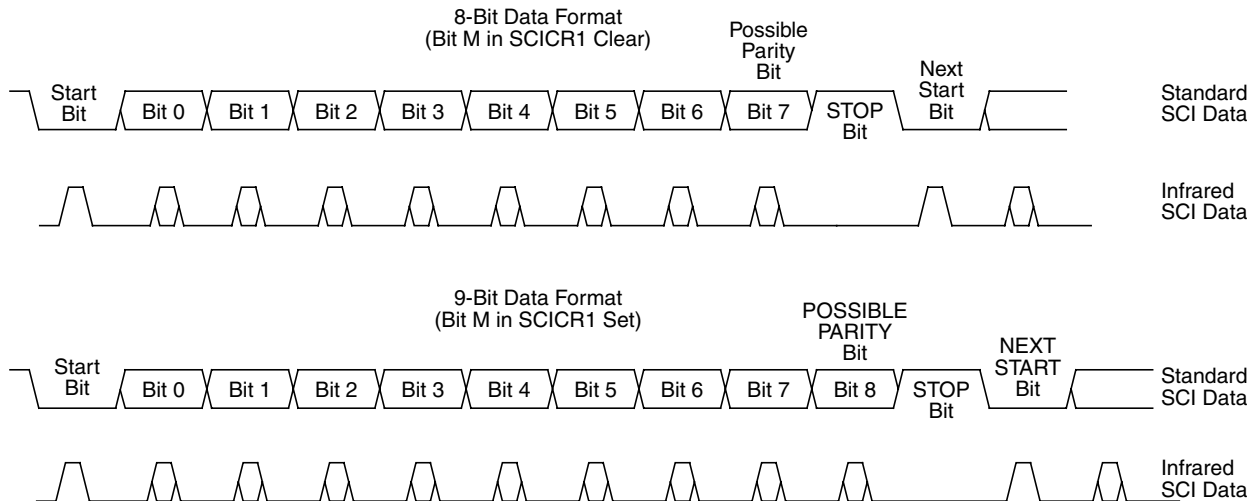 8-Bit Data Format
(Bit M in SCICR1 Clear)
Possible
Parity
Bit
Start
Bit
Bit 0
Bit 1
Bit 2
Bit 3
Bit 4
Bit 5
Bit 6
Bit 7
STOP
Bit
Next
Start
Bit
Standard
SCI Data
Infrared
SCI Data
9-Bit Data Format
(Bit M in SCICR1 Set)
POSSIBLE
PARITY
Bit
Start
Bit
Bit 0
Bit 1
Bit 2
Bit 3
Bit 4
Bit 5
Bit 6
Bit 7
Bit 8
STOP
Bit
NEXT
START
Bit
Standard
SCI Data
Infrared
SCI Data